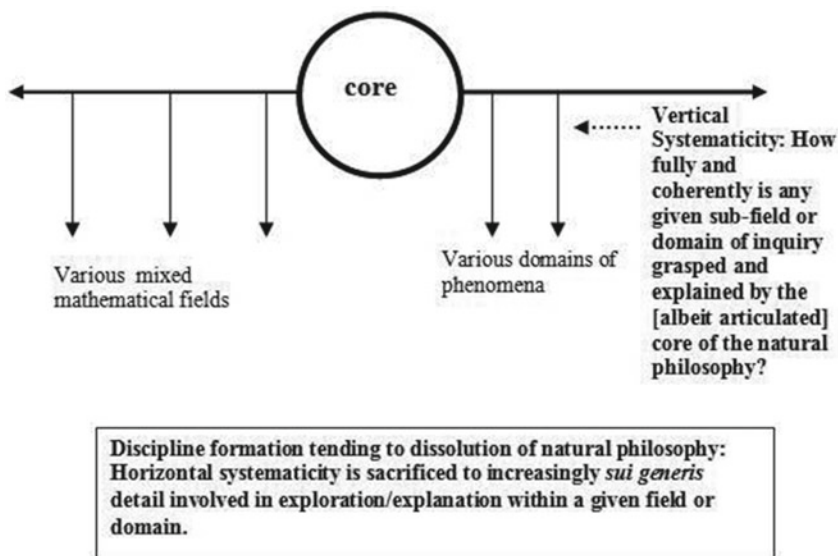 core
Vertical
Systematicity: How
fully and
coherently is any
given sub-field or
domain of inquiry
grasped and
explained by the
[albeit articulated]
core of the natural
philosophy?
Various mixed
mathematical fields
Various domains of
phenomena
Discipline formation tending to dissolution of natural philosophy:
Horizontal systematicity is sacrificed to increasingly sui generis
detail involved in exploration/explanation within a given field or
domain.